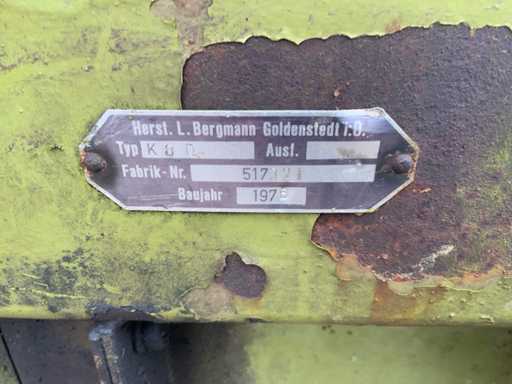 Herst. L. Bergmann Goldenstedt i.O.
Typ K Ausf.
Fabrik-Nr.
Baujahr